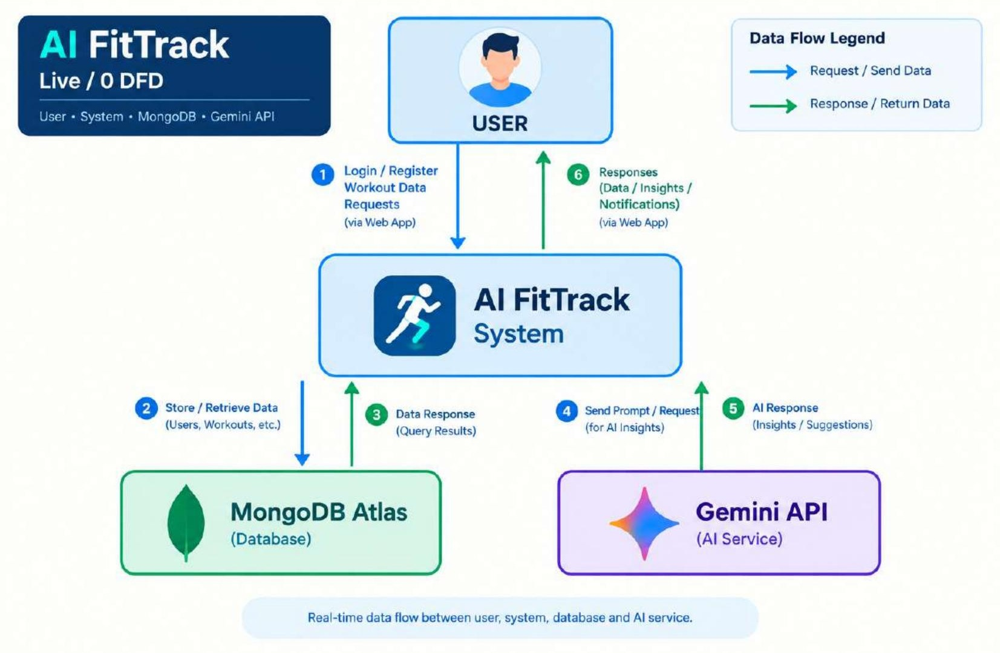 AI FitTrack
Live / 0 DFD
User • System • MongoDB • Gemini API
USER
Data Flow Legend
Request / Send Data
Response / Return Data
1
Login / Register
Workout Data
Requests
(via Web App)
6
Responses
(Data / Insights /
Notifications)
(via Web App)
AI FitTrack
System
2
Store / Retrieve Data
(Users, Workouts, etc.)
3
Data Response
(Query Results)
4
Send Prompt / Request
(for AI Insights)
5
AI Response
(Insights / Suggestions)
MongoDB Atlas
(Database)
Gemini API
(AI Service)
Real-time data flow between user, system, database and AI service.